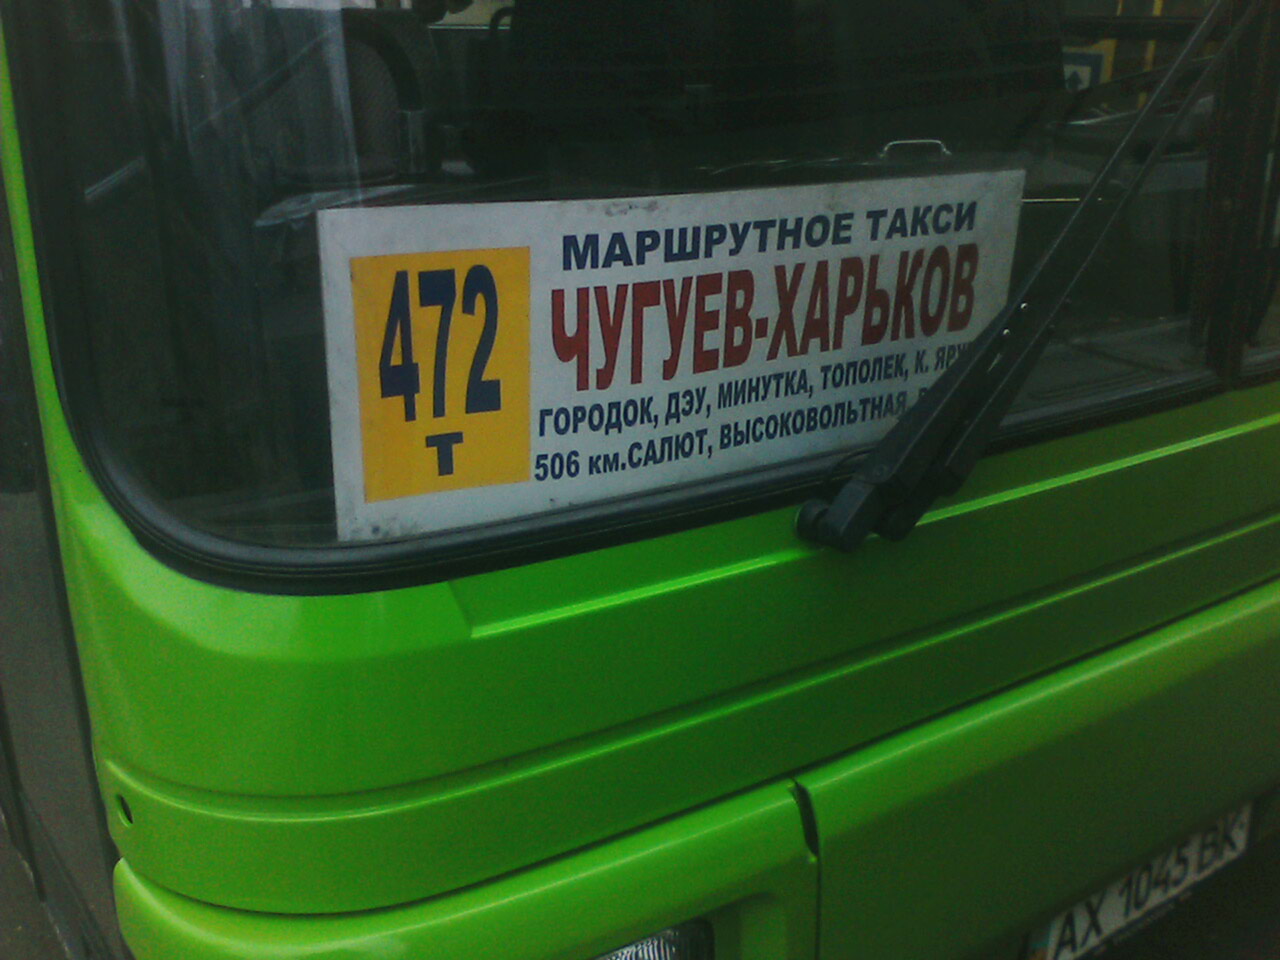 472
Т
МАРШРУТНОЕ ТАКСИ
ЧУГУЕВ-ХАРЬКОВ
ГОРОДОК, ДЭУ, МИНУТКА, ТОПОЛЕК, К.
506 км.САЛЮТ, ВЫСОКОВОЛЬТНАЯ,
АХ 1045 ВК